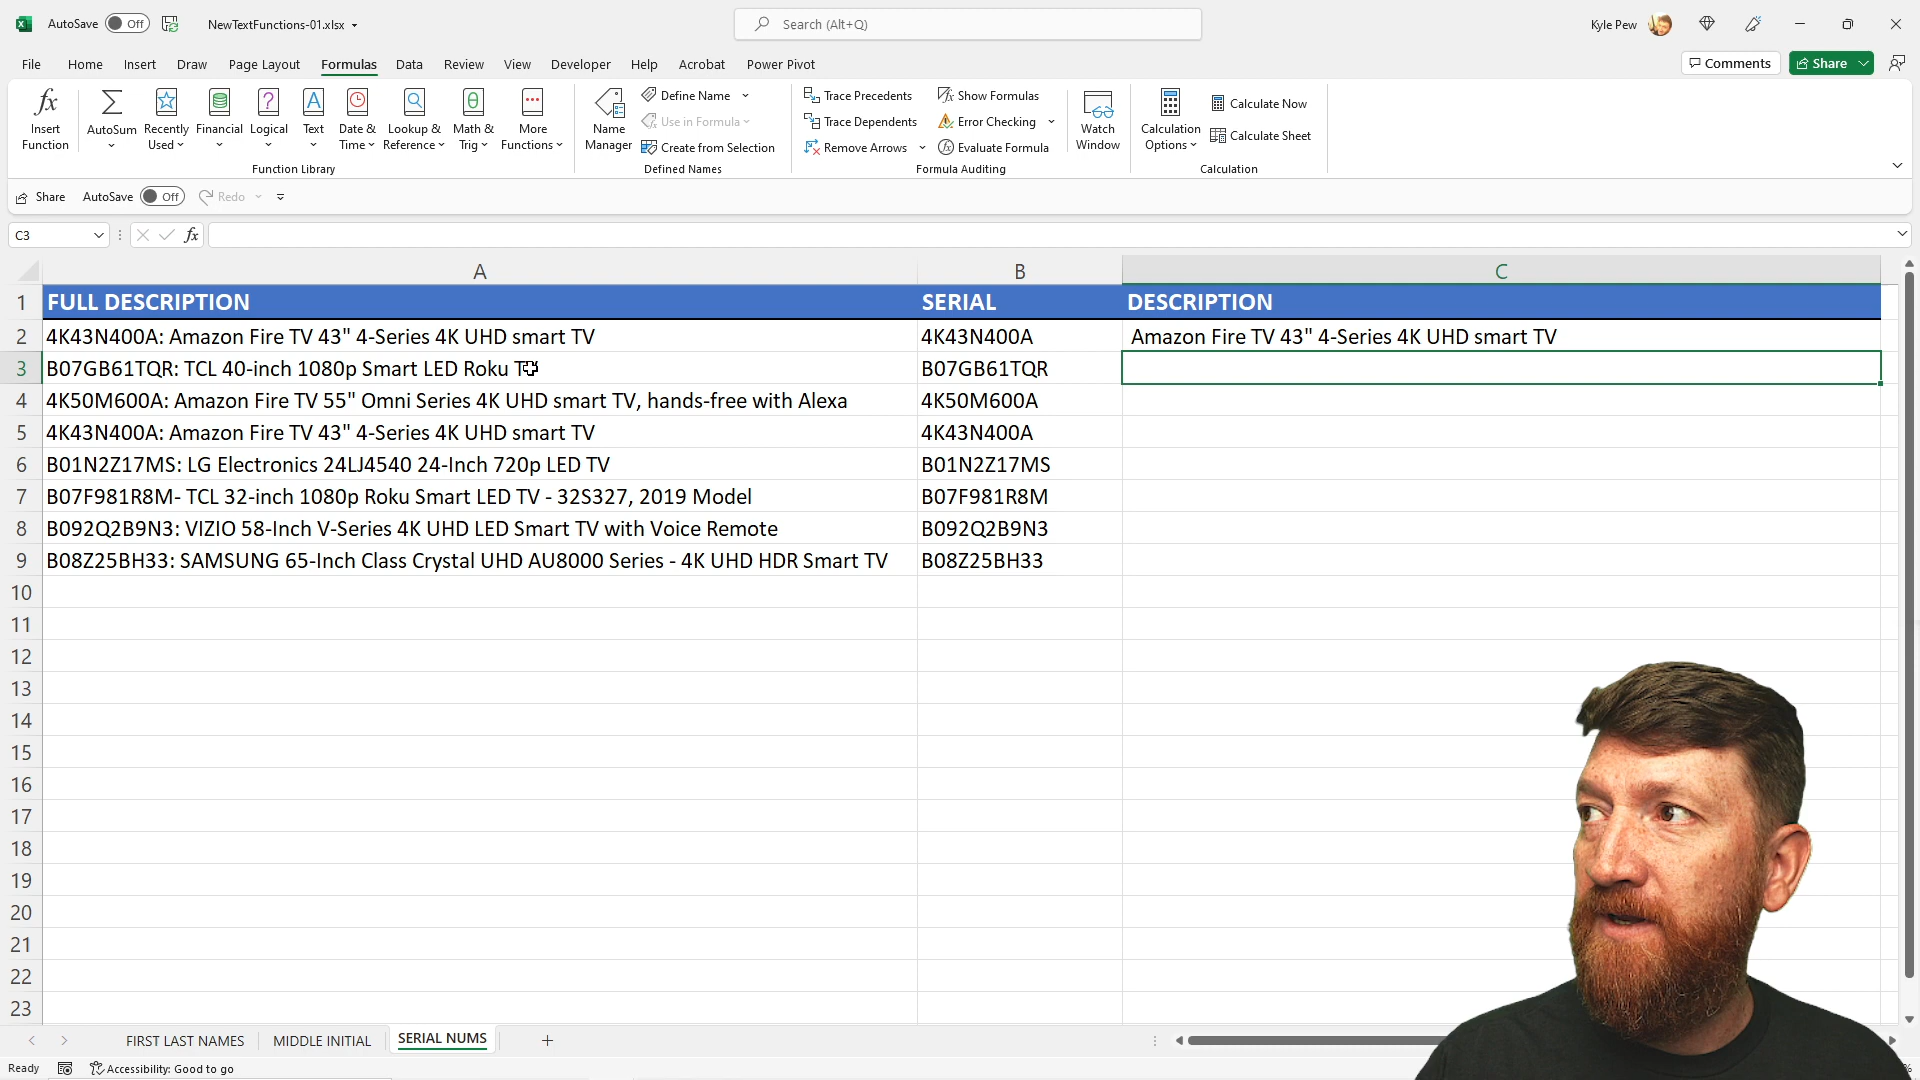 AutoSave Off NewTextFunctions-01.xlsx Search (Alt+Q) Kyle Pew
File Home Insert Draw Page Layout Formulas Data Review View Developer Help Acrobat Power Pivot Comments Share
fx Insert Function
AutoSum
Recently Used
Financial
Logical
Text
Date & Time
Lookup & Reference
Math & Trig
More Functions
Function Library
Name Manager
Define Name
Use in Formula
Create from Selection
Defined Names
Trace Precedents
Trace Dependents
Remove Arrows
Show Formulas
Error Checking
Evaluate Formula
Formula Auditing
Watch Window
Calculation Options
Calculate Now
Calculate Sheet
Calculation
Share AutoSave Off Redo
C3 fx
A B C
1 FULL DESCRIPTION SERIAL DESCRIPTION
2 4K43N400A: Amazon Fire TV 43" 4-Series 4K UHD smart TV 4K43N400A Amazon Fire TV 43" 4-Series 4K UHD smart TV
3 B07GB61TQR: TCL 40-inch 1080p Smart LED Roku TV B07GB61TQR
4 4K50M600A: Amazon Fire TV 55" Omni Series 4K UHD smart TV, hands-free with Alexa 4K50M600A
5 4K43N400A: Amazon Fire TV 43" 4-Series 4K UHD smart TV 4K43N400A
6 B01N2Z17MS: LG Electronics 24LJ4540 24-Inch 720p LED TV B01N2Z17MS
7 B07F981R8M- TCL 32-inch 1080p Roku Smart LED TV - 32S327, 2019 Model B07F981R8M
8 B092Q2B9N3: VIZIO 58-Inch V-Series 4K UHD LED Smart TV with Voice Remote B092Q2B9N3
9 B08Z25BH33: SAMSUNG 65-Inch Class Crystal UHD AU8000 Series - 4K UHD HDR Smart TV B08Z25BH33
10
11
12
13
14
15
16
17
18
19
20
21
22
23
FIRST LAST NAMES MIDDLE INITIAL SERIAL NUMS
Ready Accessibility: Good to go